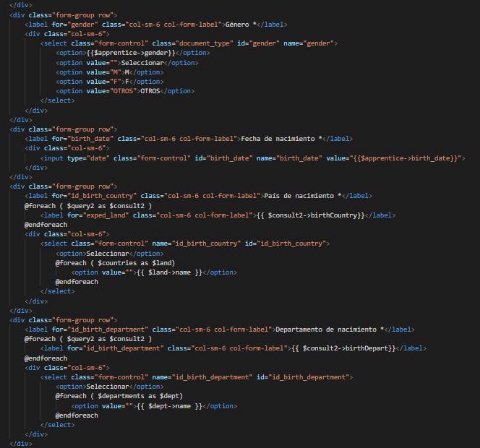 </div>
<div class="form-group row">
<label for="gender" class="col-sm-6 col-form-label">Género *</label>
<div class="col-sm-6">
<select class="form-control" class="document_type" id="gender" name="gender">
<option>{{$apprentice->gender}}</option>
<option value="">Seleccionar</option>
<option value="M">M</option>
<option value="F">F</option>
<option value="OTROS">OTROS</option>
</select>
</div>
</div>
<div class="form-group row">
<label for="birth_date" class="col-sm-6 col-form-label">Fecha de nacimiento *</label>
<div class="col-sm-6">
<input type="date" class="form-control" id="birth_date" name="birth_date" value="{{$apprentice->birth_date}}">
</div>
</div>
<div class="form-group row">
<label for="id_birth_country" class="col-sm-6 col-form-label">País de nacimiento *</label>
@foreach ( $query2 as $consult2 )
<label for="exped_land" class="col-sm-6 col-form-label">{{ $consult2->birthCountry}}</label>
@endforeach
<div class="col-sm-6">
<select class="form-control" name="id_birth_country" id="id_birth_country">
<option>Seleccionar</option>
@foreach ( $countries as $land)
<option value="">{{ $land->name }}</option>
@endforeach
</select>
</div>
</div>
<div class="form-group row">
<label for="id_birth_department" class="col-sm-6 col-form-label">Departamento de nacimiento *</label>
@foreach ( $query2 as $consult2 )
<label for="id_birth_department" class="col-sm-6 col-form-label">{{ $consult2->birthDepart}}</label>
@endforeach
<div class="col-sm-6">
<select class="form-control" name="id_birth_department" id="id_birth_department">
<option>Seleccionar</option>
@foreach ( $departments as $dept)
<option value="">{{ $dept->name }}</option>
@endforeach
</select>
</div>
</div>